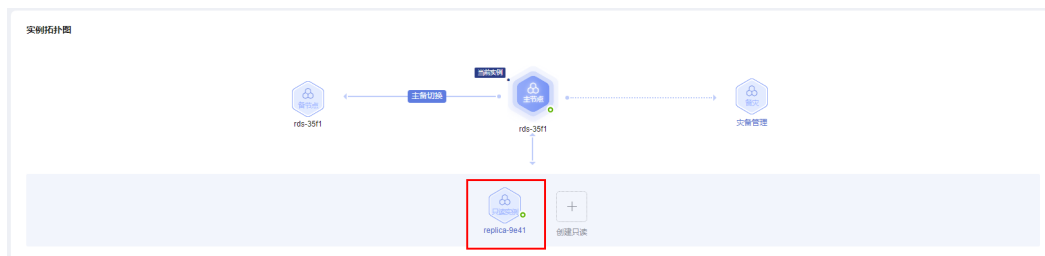 实例拓扑图
当前实例
备节点
主备切换
主节点
容灾
rds-35f1
rds-35f1
灾备管理
只读实例
replica-9e41
创建只读